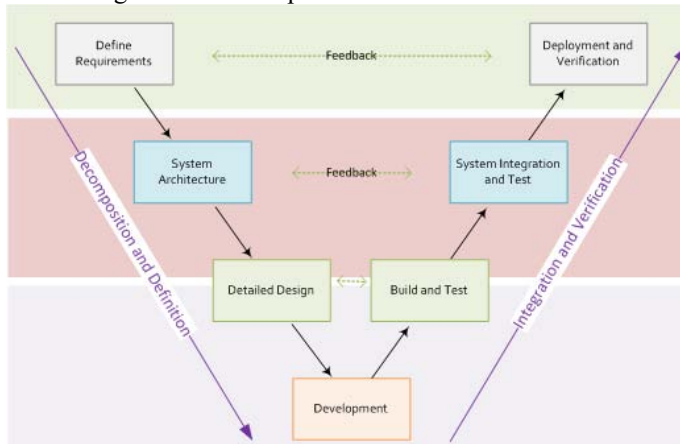 Define
Requirements
Feedback
Deployment and
Verification
System
Architecture
Feedback
System Integration
and Test
Decomposition and Definition
Integration and Verification
Detailed Design
Build and Test
Development